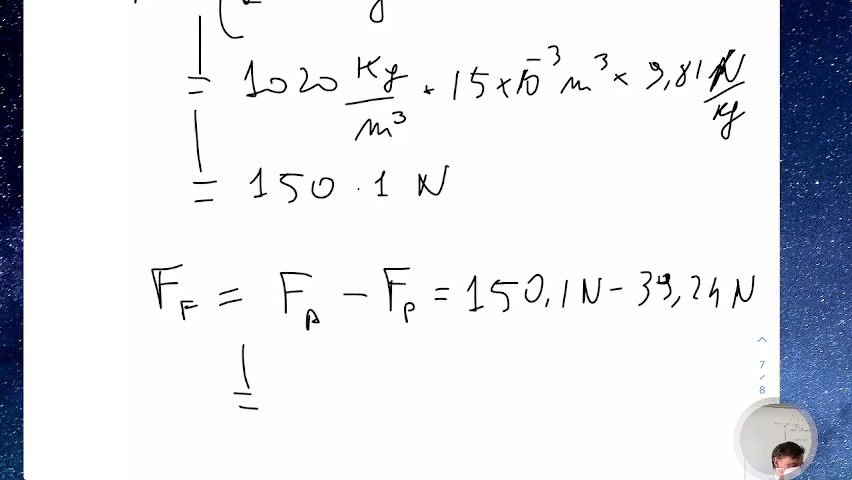 = 1020 Kg/m³ · 15 × 10⁻³ m³ × 9,81 N/Kg
= 150.1 N
F_F = F_A - F_P = 150,1 N - 39,24 N
=
7
/
8